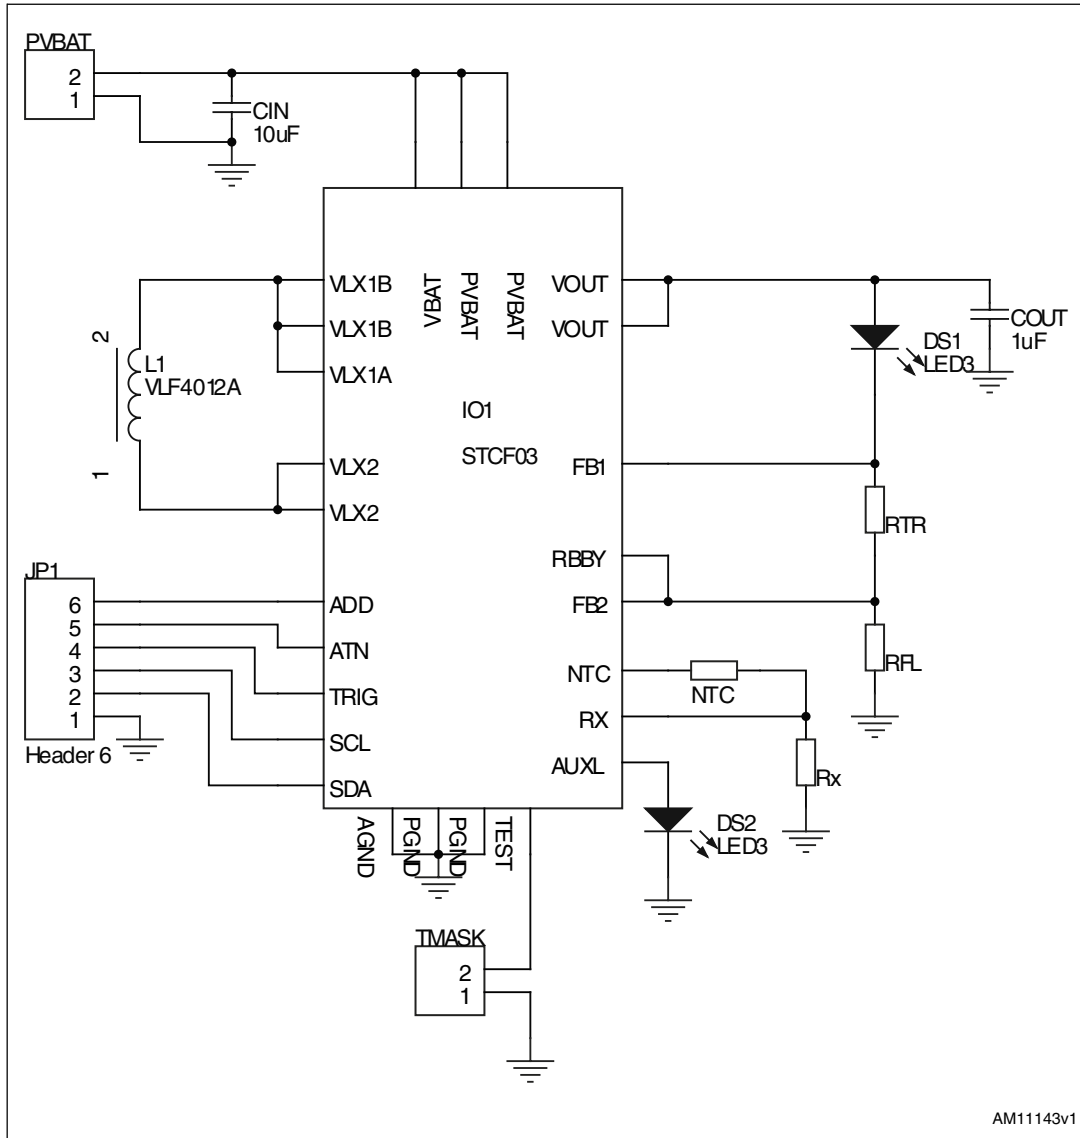 PVBAT
2
1
CIN
10uF
VLX1B
VLX1B
VLX1A
VLX2
VLX2
VBAT
PVBAT
PVBAT
VOUT
VOUT
IO1
STCF03
FB1
RBBY
FB2
NTC
RX
AUXL
2
L1
VLF4012A
1
DS1
LED3
COUT
1uF
RTR
RFL
NTC
Rx
DS2
LED3
JP1
6
5
4
3
2
1
Header 6
ADD
ATN
TRIG
SCL
SDA
AGND
PGND
PGND
TEST
TMASK
2
1
AM11143v1